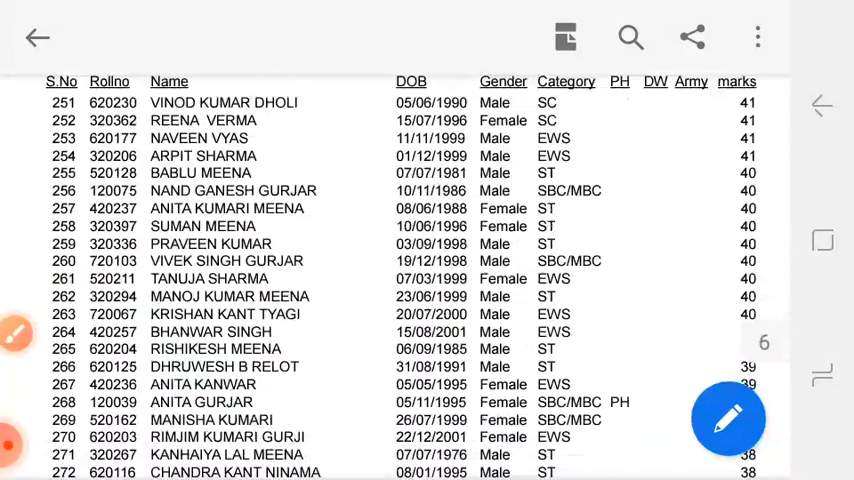 S.No Rollno Name DOB Gender Category PH DW Army marks
251 620230 VINOD KUMAR DHOLI 05/06/1990 Male SC 41
252 320362 REENA VERMA 15/07/1996 Female SC 41
253 620177 NAVEEN VYAS 11/11/1999 Male EWS 41
254 320206 ARPIT SHARMA 01/12/1999 Male EWS 41
255 520128 BABLU MEENA 07/07/1981 Male ST 40
256 120075 NAND GANESH GURJAR 10/11/1986 Male SBC/MBC 40
257 420237 ANITA KUMARI MEENA 08/06/1988 Female ST 40
258 320397 SUMAN MEENA 10/06/1996 Female ST 40
259 320336 PRAVEEN KUMAR 03/09/1998 Male ST 40
260 720103 VIVEK SINGH GURJAR 19/12/1998 Male SBC/MBC 40
261 520211 TANUJA SHARMA 07/03/1999 Female EWS 40
262 320294 MANOJ KUMAR MEENA 23/06/1999 Male ST 40
263 720067 KRISHAN KANT TYAGI 20/07/2000 Male EWS 40
264 420257 BHANWAR SINGH 15/08/2001 Male EWS
6
265 620204 RISHIKESH MEENA 06/09/1985 Male ST
266 620125 DHRUWESH B RELOT 31/08/1991 Male ST 39
267 420236 ANITA KANWAR 05/05/1995 Female EWS 39
268 120039 ANITA GURJAR 05/11/1995 Female SBC/MBC PH
269 520162 MANISHA KUMARI 26/07/1999 Female SBC/MBC
270 620203 RIMJIM KUMARI GURJI 22/12/2001 Female EWS
271 320267 KANHAIYA LAL MEENA 07/07/1976 Male ST 38
272 620116 CHANDRA KANT NINAMA 08/01/1995 Male ST 38